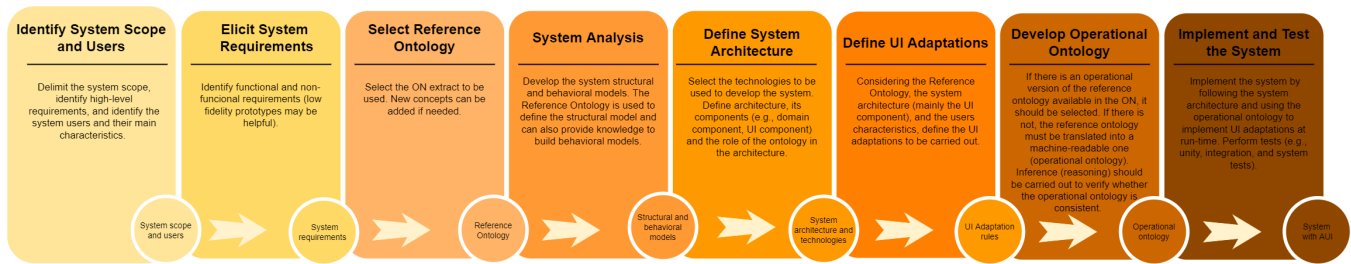 Identify System Scope
and Users
Delimit the system scope,
identify high-level
requirements, and identify the
system users and their main
characteristics.
System scope
and users
Elicit System
Requirements
Identify functional and non-
funcional requirements (low
fidelity prototypes may be
helpful).
System
requirements
Select Reference
Ontology
Select the ON extract to be
used. New concepts can be
added if needed.
Reference
Ontology
System Analysis
Develop the system structural
and behavioral models. The
Reference Ontology is used to
define the structural model and
can also provide knowledge to
build behavioral models.
Structural and
behavioral
models
Define System
Architecture
Select the technologies to be
used to develop the system.
Define architecture, its
components (e.g., domain
component, UI component)
and the role of the ontology in
the architecture.
System
architecture and
technologies
Define UI Adaptations
Considering the Reference
Ontology, the system
architecture (mainly the UI
component), and the users
characteristics, define the UI
adaptations to be carried out.
UI Adaptation
rules
Develop Operational
Ontology
If there is an operational
version of the reference
ontology available in the ON, it
should be selected. If there is
not, the reference ontology
must be translated into a
machine-readable one
(operational ontology).
Inference (reasoning) should
be carried out to verify whether
the operational ontology is
consistent.
Operational
ontology
Implement and Test
the System
Implement the system by
following the system
architecture and using the
operational ontology to
implement UI adaptations at
run-time. Perform tests (e.g.,
unity, integration, and system
tests).
System
with AUI